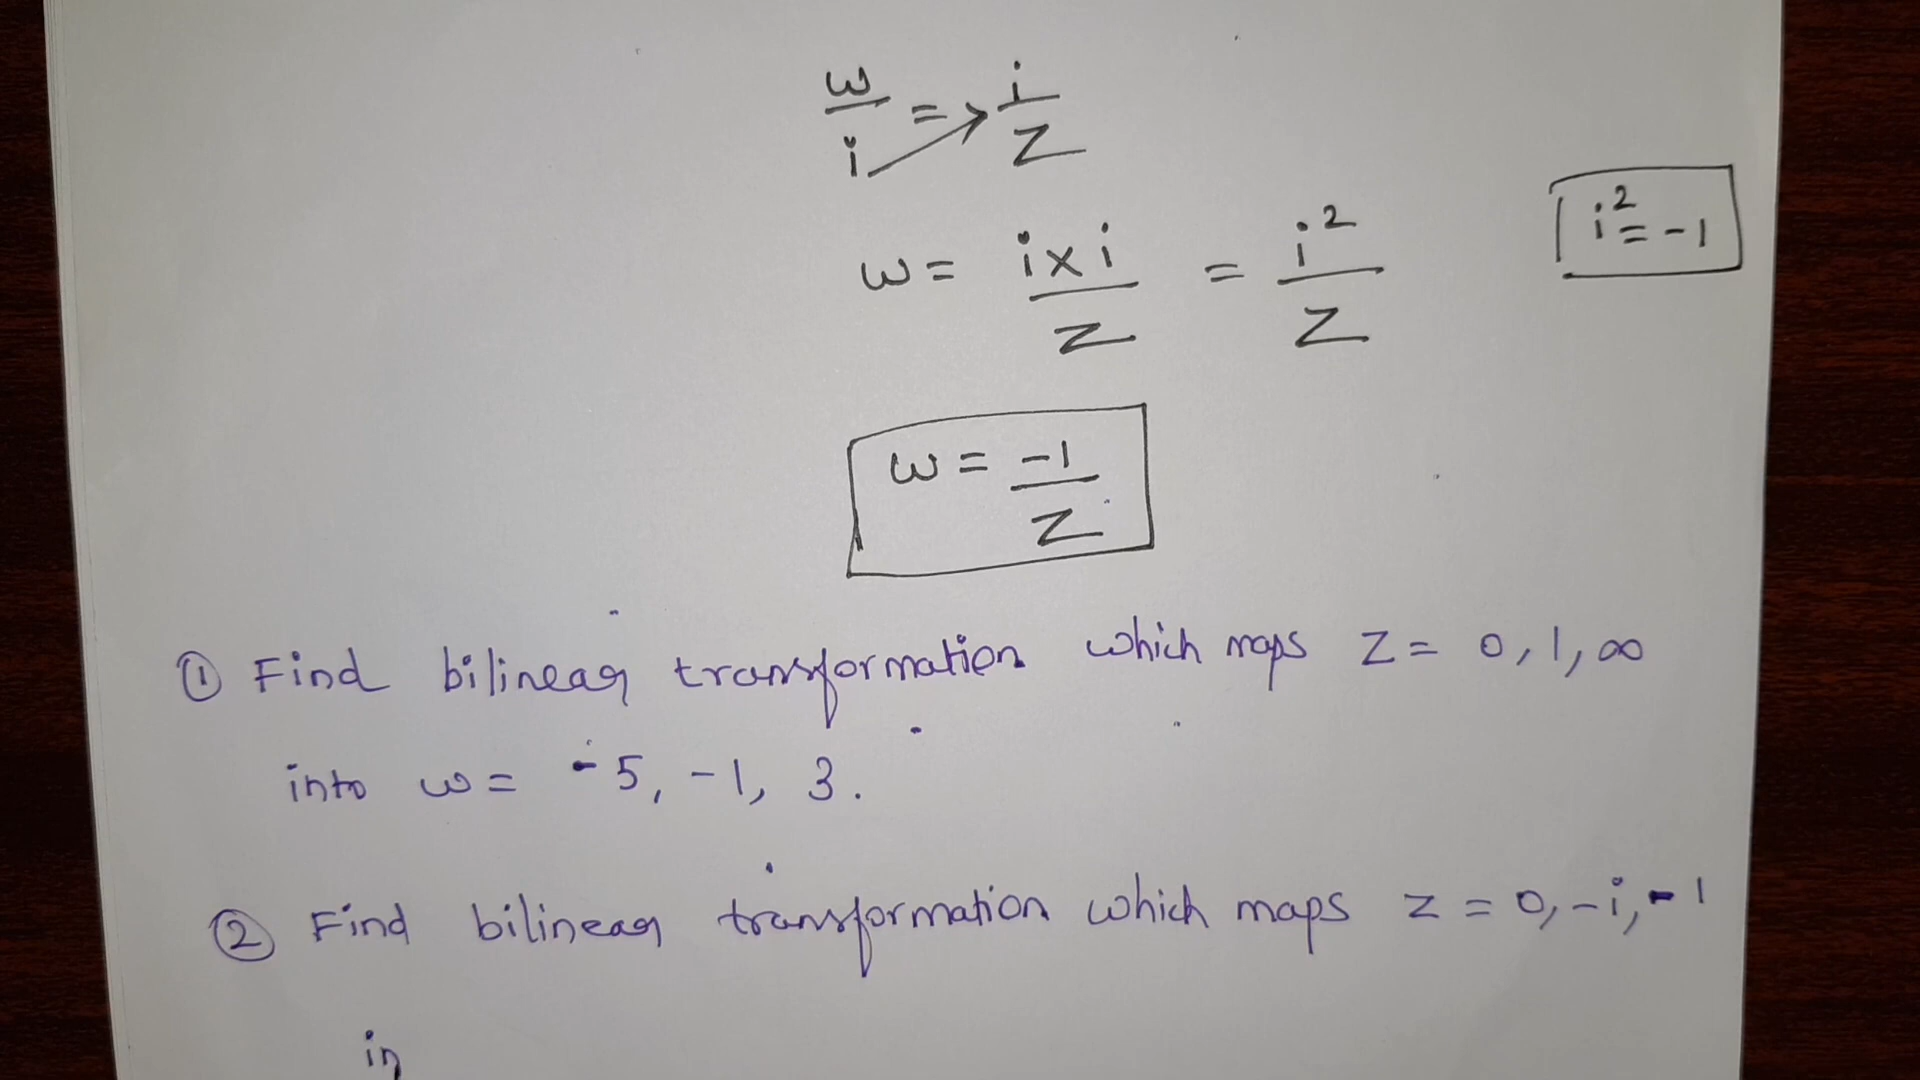 ω/i = i/z
ω = i×i/z = i²/z
i² = -1
ω = -1/z
① Find bilinear transformation which maps z = 0, 1, ∞
into ω = -5, -1, 3.
② Find bilinear transformation which maps z = 0, -i, -1
in